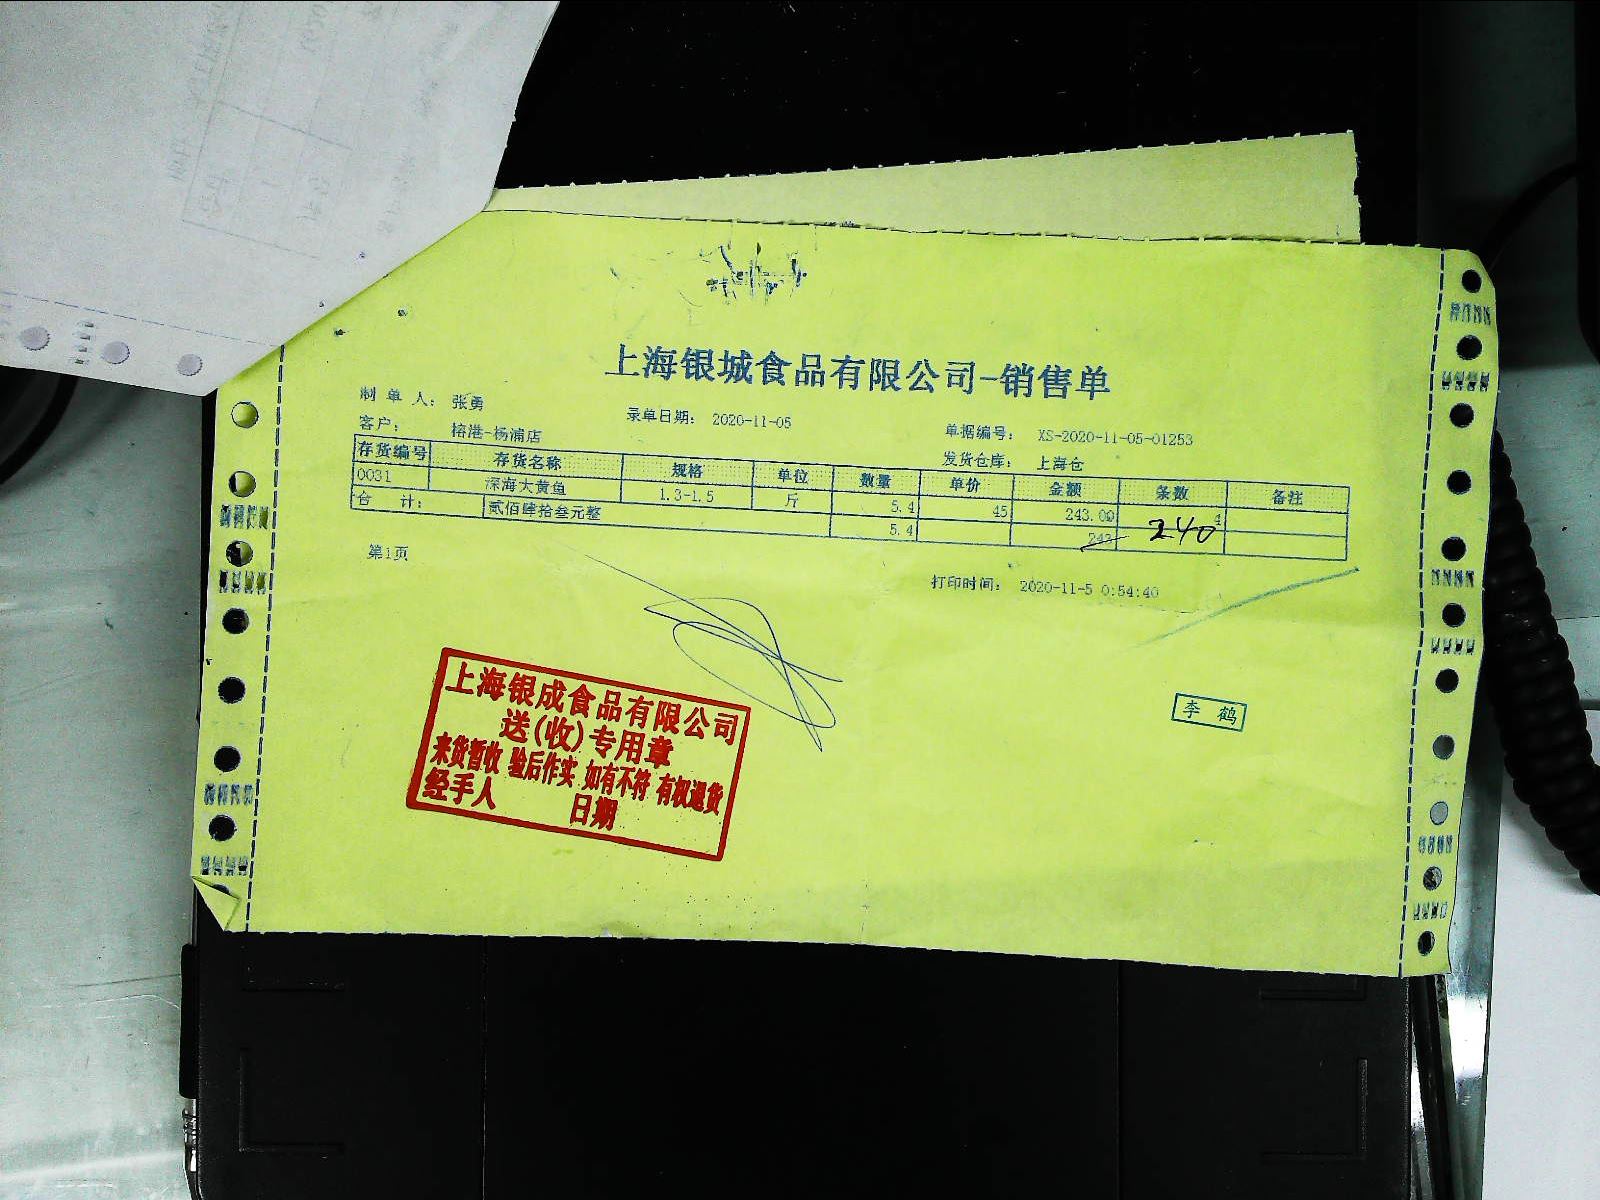 上海银城食品有限公司-销售单
制 单 人： 张勇 录单日期： 2020-11-05 单据编号： XS-2020-11-05-01253
客户： 榕港-杨浦店 发货仓库： 上海仓
存货编号 存货名称 规格 单位 数量 单价 金额 条数 备注
0031 深海大黄鱼 1.3-1.5 斤 5.4 45 243.00 4
合 计： 贰佰肆拾叁元整 5.4 243 240
第1页 打印时间： 2020-11-5 0:54:40
上海银成食品有限公司
送(收)专用章
来货暂收 验后作实 如有不符 有权退货
经手人 日期
李 鹤